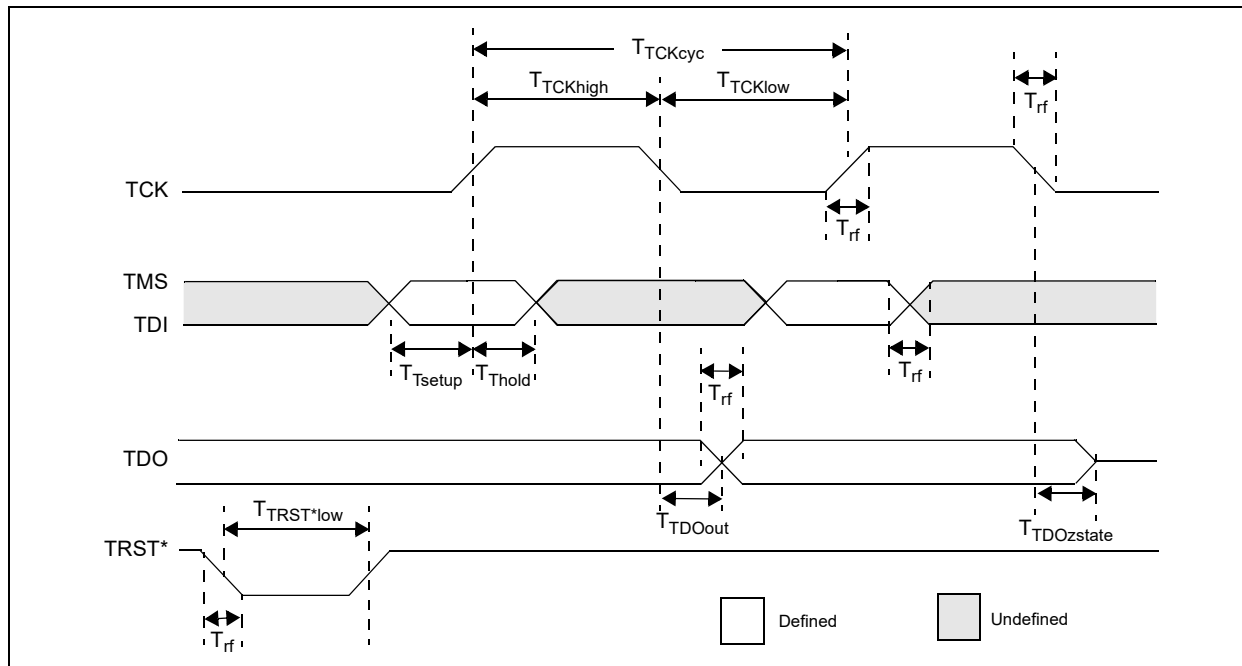 TTCKcyc
TTCKhigh
TTCKlow
Trf
TCK
Trf
TMS
TDI
TTsetup
TThold
Trf
Trf
TDO
TTRST*low
TTDOout
TTDOzstate
TRST*
Trf
Defined
Undefined